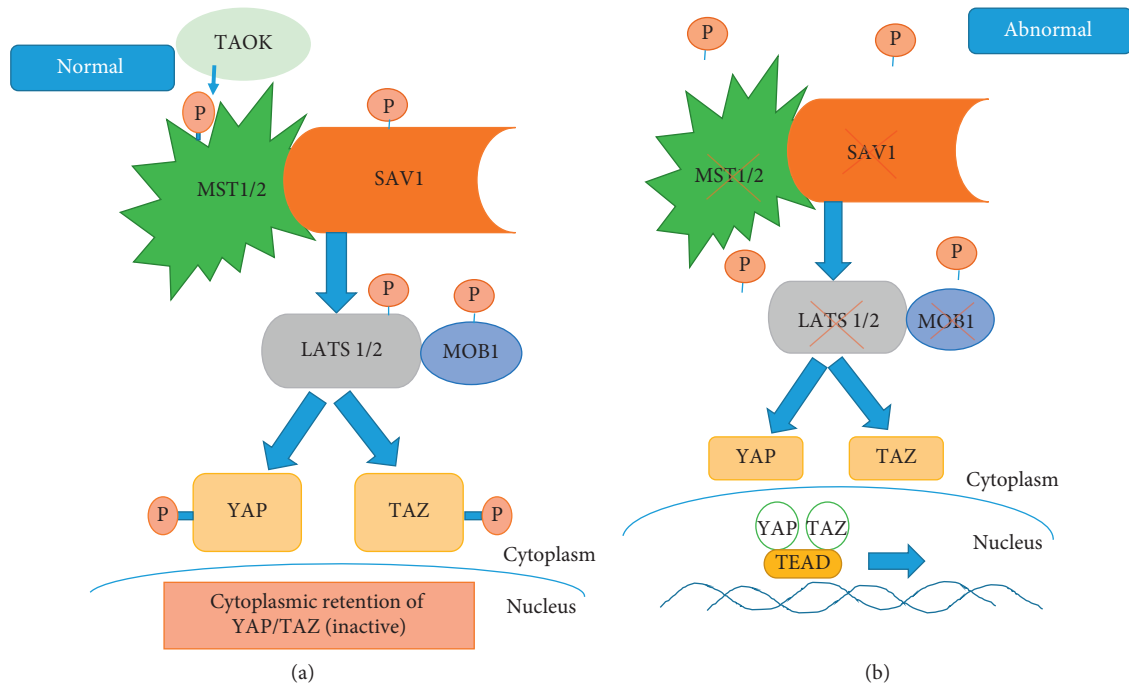 Normal
TAOK
P
P
MST1/2
SAV1
P
P
LATS 1/2
MOB1
P
YAP
TAZ
P
Cytoplasm
Nucleus
Cytoplasmic retention of
YAP/TAZ (inactive)
(a)
Abnormal
P
P
MST1/2
SAV1
P
P
LATS 1/2
MOB1
YAP
TAZ
Cytoplasm
Nucleus
YAP
TAZ
TEAD
(b)